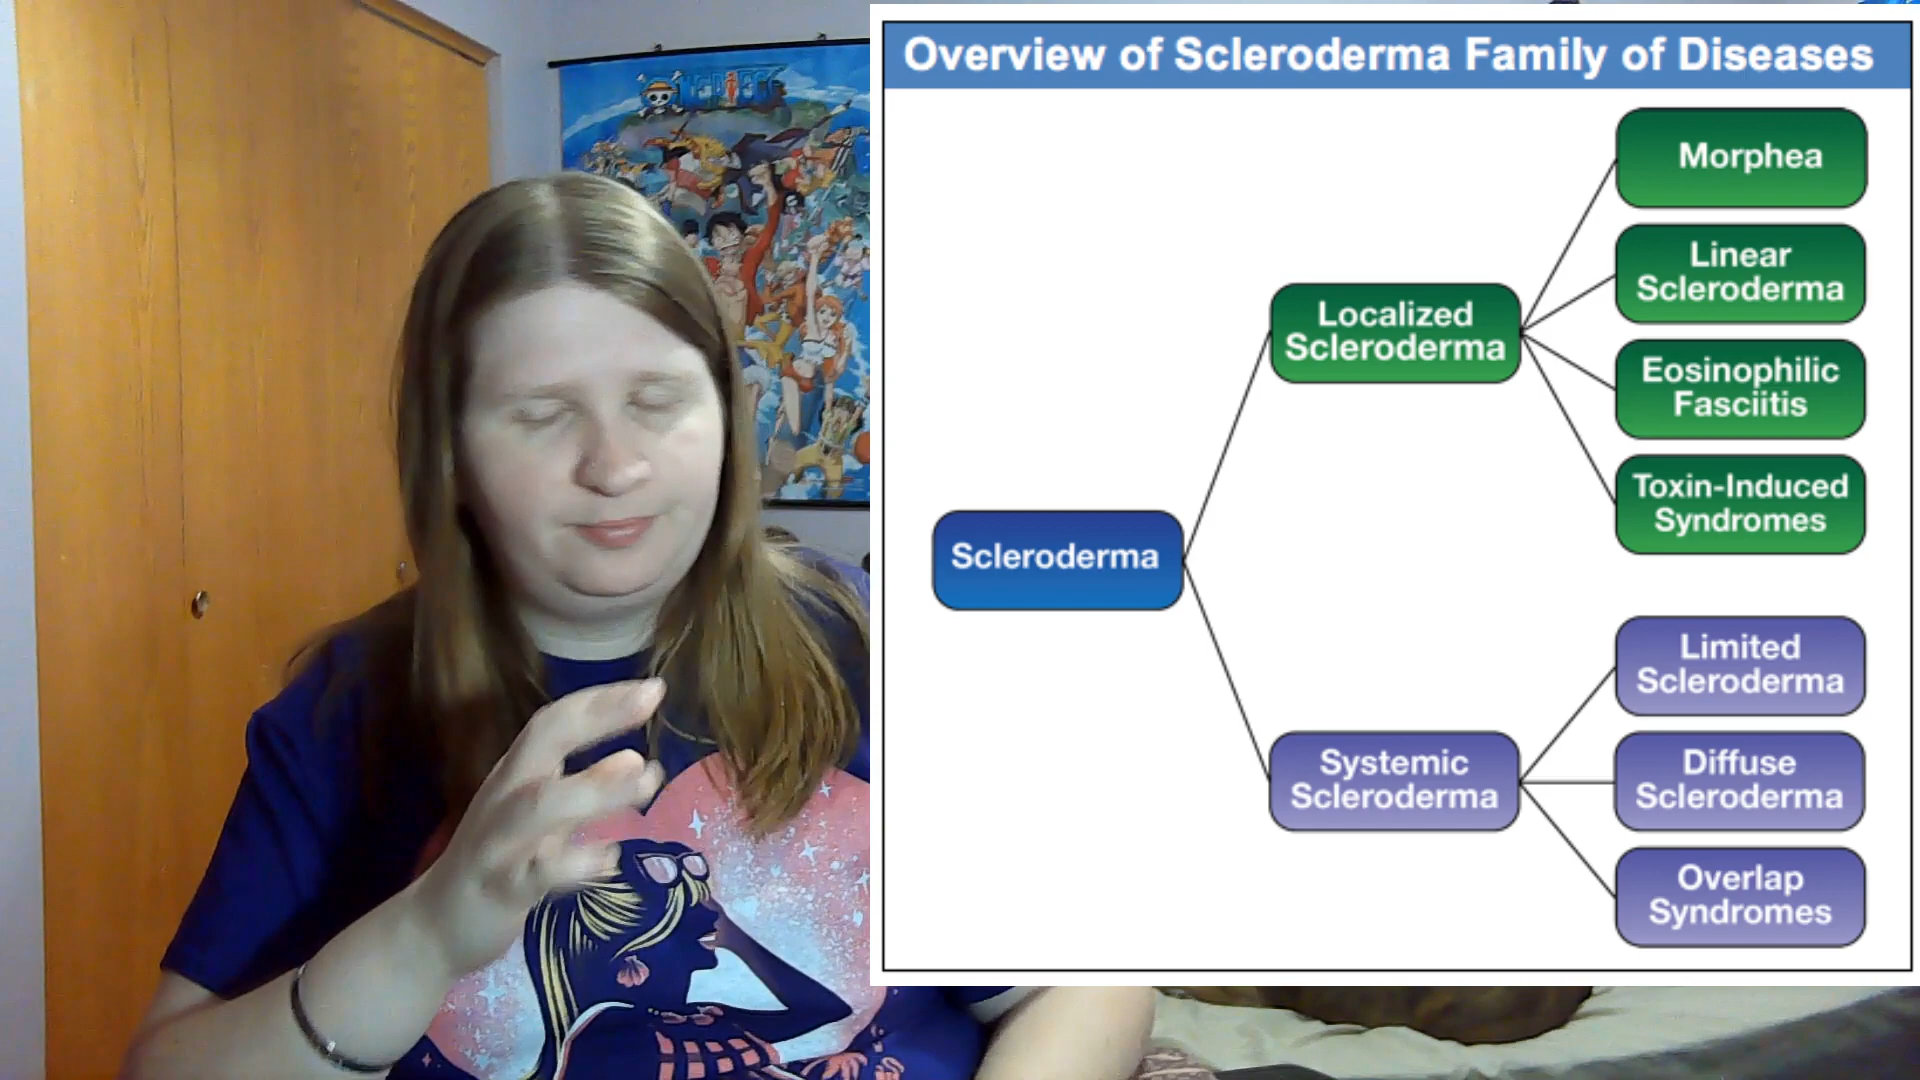 Overview of Scleroderma Family of Diseases
Morphea
Linear
Scleroderma
Eosinophilic
Fasciitis
Toxin-Induced
Syndromes
Localized
Scleroderma
Scleroderma
Systemic
Scleroderma
Limited
Scleroderma
Diffuse
Scleroderma
Overlap
Syndromes